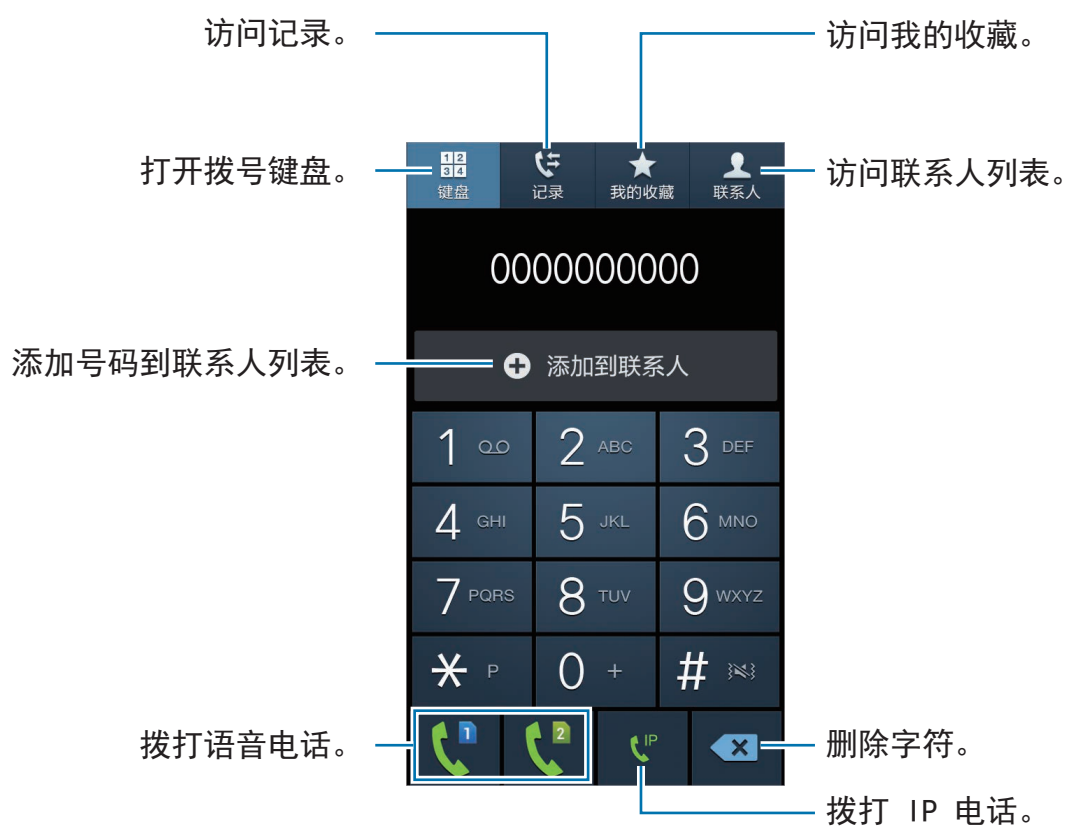 访问记录。
访问我的收藏。
打开拨号键盘。
1 2
3 4
键盘
记录
我的收藏
联系人
访问联系人列表。
0000000000
添加号码到联系人列表。
添加到联系人
1 2 ABC 3 DEF
4 GHI 5 JKL 6 MNO
7 PQRS 8 TUV 9 WXYZ
* P 0 + #
拨打语音电话。
1 2 IP
删除字符。
拨打 IP 电话。